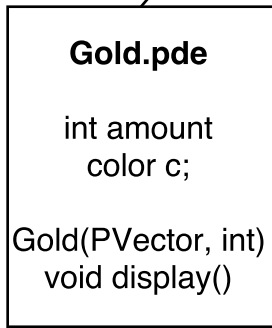 Gold.pde
int amount
color c;
Gold(PVector, int)
void display()